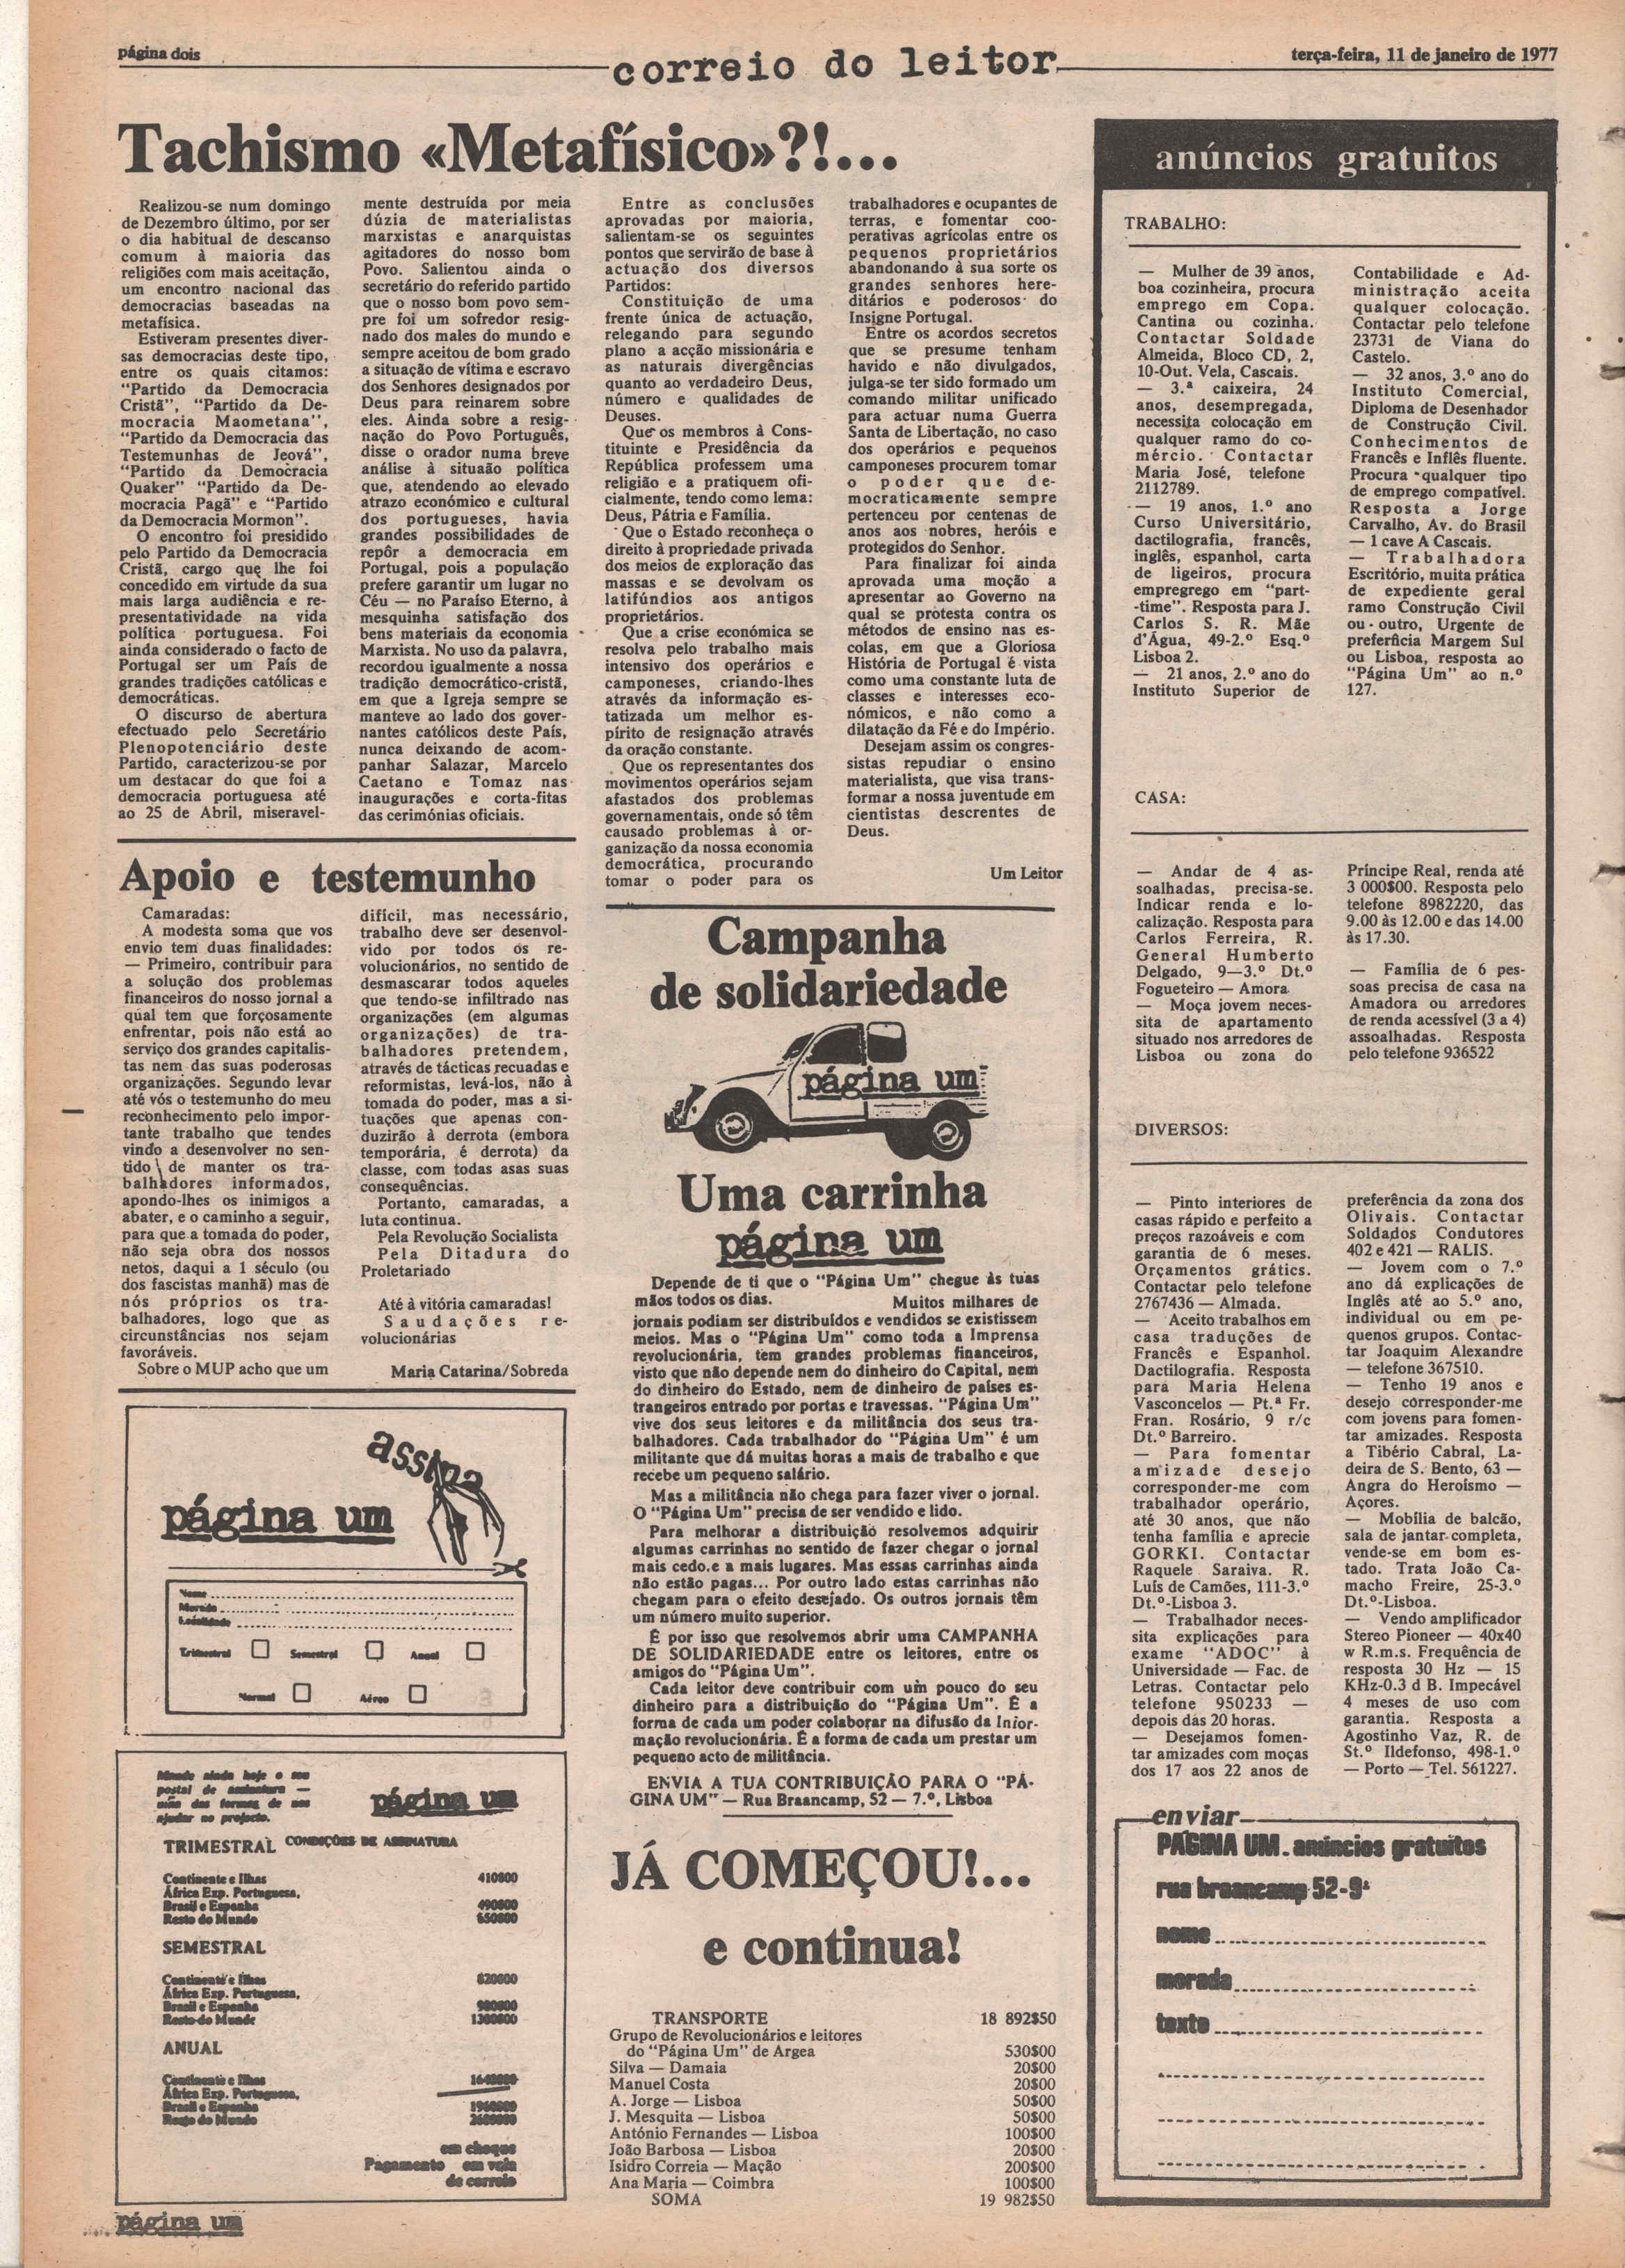 página dois
correio do leitor
terça-feira, 11 de janeiro de 1977
Tachismo «Metafísico»?!...
Realizou-se num domingo
de Dezembro último, por ser
o dia habitual de descanso
comum à maioria das
religiões com mais aceitação,
um encontro nacional das
democracias baseadas na
metafísica.
Estiveram presentes diver-
sas democracias deste tipo,
entre os quais citamos:
"Partido da Democracia
Cristã", "Partido da De-
mocracia Maometana",
"Partido da Democracia das
Testemunhas de Jeová",
"Partido da Democracia
Quaker" "Partido da De-
mocracia Pagã" e "Partido
da Democracia Mormon".
O encontro foi presidido
pelo Partido da Democracia
Cristã, cargo que lhe foi
concedido em virtude da sua
mais larga audiência e re-
presentatividade na vida
política portuguesa. Foi
ainda considerado o facto de
Portugal ser um País de
grandes tradições católicas e
democráticas.
O discurso de abertura
efectuado pelo Secretário
Plenopotenciário deste
Partido, caracterizou-se por
um destacar do que foi a
democracia portuguesa até
ao 25 de Abril, miseravel-
mente destruída por meia
dúzia de materialistas
marxistas e anarquistas
agitadores do nosso bom
Povo. Salientou ainda o
secretário do referido partido
que o nosso bom povo sem-
pre foi um sofredor resig-
nado dos males do mundo e
sempre aceitou de bom grado
a situação de vítima e escravo
dos Senhores designados por
Deus para reinarem sobre
eles. Ainda sobre a resig-
nação do Povo Português,
disse o orador numa breve
análise à situaão política
que, atendendo ao elevado
atrazo económico e cultural
dos portugueses, havia
grandes possibilidades de
repôr a democracia em
Portugal, pois a população
prefere garantir um lugar no
Céu — no Paraíso Eterno, à
mesquinha satisfação dos
bens materiais da economia
Marxista. No uso da palavra,
recordou igualmente a nossa
tradição democrático-cristã,
em que a Igreja sempre se
manteve ao lado dos gover-
nantes católicos deste País,
nunca deixando de acom-
panhar Salazar, Marcelo
Caetano e Tomaz nas
inaugurações e corta-fitas
das cerimónias oficiais.
Entre as conclusões
aprovadas por maioria,
salientam-se os seguintes
pontos que servirão de base à
actuação dos diversos
Partidos:
Constituição de uma
frente única de actuação,
relegando para segundo
plano a acção missionária e
as naturais divergências
quanto ao verdadeiro Deus,
número e qualidades de
Deuses.
Que os membros à Cons-
tituinte e Presidência da
República professem uma
religião e a pratiquem ofi-
cialmente, tendo como lema:
Deus, Pátria e Família.
Que o Estado reconheça o
direito à propriedade privada
dos meios de exploração das
massas e se devolvam os
latifúndios aos antigos
proprietários.
Que a crise económica se
resolva pelo trabalho mais
intensivo dos operários e
camponeses, criando-lhes
através da informação es-
tatizada um melhor es-
pírito de resignação através
da oração constante.
Que os representantes dos
movimentos operários sejam
afastados dos problemas
governamentais, onde só têm
causado problemas à or-
ganização da nossa economia
democrática, procurando
tomar o poder para os
trabalhadores e ocupantes de
terras, e fomentar coo-
perativas agrícolas entre os
pequenos proprietários
abandonando à sua sorte os
grandes senhores here-
ditários e poderosos do
Insigne Portugal.
Entre os acordos secretos
que se presume tenham
havido e não divulgados,
julga-se ter sido formado um
comando militar unificado
para actuar numa Guerra
Santa de Libertação, no caso
dos operários e pequenos
camponeses procurem tomar
o poder que de-
mocraticamente sempre
pertenceu por centenas de
anos aos nobres, heróis e
protegidos do Senhor.
Para finalizar foi ainda
aprovada uma moção a
apresentar ao Governo na
qual se protesta contra os
métodos de ensino nas es-
colas, em que a Gloriosa
História de Portugal é vista
como uma constante luta de
classes e interesses eco-
nómicos, e não como a
dilatação da Fé e do Império.
Desejam assim os congres-
sistas repudiar o ensino
materialista, que visa trans-
formar a nossa juventude em
cientistas descrentes de
Deus.
Um Leitor
Apoio e testemunho
Camaradas:
A modesta soma que vos
envio tem duas finalidades:
— Primeiro, contribuir para
a solução dos problemas
financeiros do nosso jornal a
qual tem que forçosamente
enfrentar, pois não está ao
serviço dos grandes capitalis-
tas nem das suas poderosas
organizações. Segundo levar
até vós o testemunho do meu
reconhecimento pelo impor-
tante trabalho que tendes
vindo a desenvolver no sen-
tido de manter os tra-
balhadores informados,
apondo-lhes os inimigos a
abater, e o caminho a seguir,
para que a tomada do poder,
não seja obra dos nossos
netos, daqui a 1 século (ou
dos fascistas manhã) mas de
nós próprios os tra-
balhadores, logo que as
circunstâncias nos sejam
favoráveis.
Sobre o MUP acho que um
difícil, mas necessário,
trabalho deve ser desenvol-
vido por todos os re-
volucionários, no sentido de
desmascarar todos aqueles
que tendo-se infiltrado nas
organizações (em algumas
organizações) de tra-
balhadores pretendem,
através de tácticas recuadas e
reformistas, levá-los, não à
tomada do poder, mas a si-
tuações que apenas con-
duzirão à derrota (embora
temporária, é derrota) da
classe, com todas asas suas
consequências.
Portanto, camaradas, a
luta continua.
Pela Revolução Socialista
Pela Ditadura do
Proletariado
Até à vitória camaradas!
Saudações re-
volucionárias
Maria Catarina/Sobreda
assina
página um
Nome
Morada
Localidade
Trimestral
Semestral
Anual
Normal
Aéreo
Mande ainda hoje o seu
postal de assinatura —
uma das formas de nos
ajudar no projecto.
página um
TRIMESTRAL CONDIÇÕES DE ASSINATURA
Continente e Ilhas 410$00
África Exp. Portuguesa,
Brasil e Espanha 490$00
Resto do Mundo 650$00
SEMESTRAL
Continente e Ilhas 820$00
África Exp. Portuguesa,
Brasil e Espanha 980$00
Resto do Mundo 1300$00
ANUAL
Continente e Ilhas
África Exp. Portuguesa,
Brasil e Espanha 1960$00
Resto do Mundo 2600$00
em cheque
Pagamento em vale
de correio
página um
Campanha
de solidariedade
página um
Uma carrinha
página um
Depende de ti que o "Página Um" chegue às tuas
mãos todos os dias. Muitos milhares de
jornais podiam ser distribuídos e vendidos se existissem
meios. Mas o "Página Um" como toda a Imprensa
revolucionária, tem grandes problemas financeiros,
visto que não depende nem do dinheiro do Capital, nem
do dinheiro do Estado, nem de dinheiro de países es-
trangeiros entrado por portas e travessas. "Página Um"
vive dos seus leitores e da militância dos seus tra-
balhadores. Cada trabalhador do "Página Um" é um
militante que dá muitas horas a mais de trabalho e que
recebe um pequeno salário.
Mas a militância não chega para fazer viver o jornal.
O "Página Um" precisa de ser vendido e lido.
Para melhorar a distribuição resolvemos adquirir
algumas carrinhas no sentido de fazer chegar o jornal
mais cedo.e a mais lugares. Mas essas carrinhas ainda
não estão pagas... Por outro lado estas carrinhas não
chegam para o efeito desejado. Os outros jornais têm
um número muito superior.
É por isso que resolvemos abrir uma CAMPANHA
DE SOLIDARIEDADE entre os leitores, entre os
amigos do "Página Um".
Cada leitor deve contribuir com um pouco do seu
dinheiro para a distribuição do "Página Um". É a
forma de cada um poder colaborar na difusão da Infor-
mação revolucionária. É a forma de cada um prestar um
pequeno acto de militância.
ENVIA A TUA CONTRIBUIÇÃO PARA O "PÁ-
GINA UM" — Rua Braancamp, 52 — 7.º, Lisboa
JÁ COMEÇOU!...
e continua!
TRANSPORTE 18 892$50
Grupo de Revolucionários e leitores
do "Página Um" de Argea 530$00
Silva — Damaia 20$00
Manuel Costa 20$00
A. Jorge — Lisboa 50$00
J. Mesquita — Lisboa 50$00
António Fernandes — Lisboa 100$00
João Barbosa — Lisboa 20$00
Isidro Correia — Mação 200$00
Ana Maria — Coimbra 100$00
SOMA 19 982$50
anúncios gratuitos
TRABALHO:
— Mulher de 39 anos,
boa cozinheira, procura
emprego em Copa.
Cantina ou cozinha.
Contactar Soldade
Almeida, Bloco CD, 2,
10-Out. Vela, Cascais.
— 3.ª caixeira, 24
anos, desempregada,
necessita colocação em
qualquer ramo do co-
mércio. Contactar
Maria José, telefone
2112789.
— 19 anos, 1.º ano
Curso Universitário,
dactilografia, francês,
inglês, espanhol, carta
de ligeiros, procura
empregrego em "part-
-time". Resposta para J.
Carlos S. R. Mãe
d'Água, 49-2.º Esq.º
Lisboa 2.
— 21 anos, 2.º ano do
Instituto Superior de
Contabilidade e Ad-
ministração aceita
qualquer colocação.
Contactar pelo telefone
23731 de Viana do
Castelo.
— 32 anos, 3.º ano do
Instituto Comercial,
Diploma de Desenhador
de Construção Civil.
Conhecimentos de
Francês e Inflês fluente.
Procura qualquer tipo
de emprego compatível.
Resposta a Jorge
Carvalho, Av. do Brasil
— 1 cave A Cascais.
— Trabalhadora
Escritório, muita prática
de expediente geral
ramo Construção Civil
ou outro, Urgente de
preferficia Margem Sul
ou Lisboa, resposta ao
"Página Um" ao n.º
127.
CASA:
— Andar de 4 as-
soalhadas, precisa-se.
Indicar renda e lo-
calização. Resposta para
Carlos Ferreira, R.
General Humberto
Delgado, 9—3.º Dt.º
Fogueteiro — Amora
— Moça jovem neces-
sita de apartamento
situado nos arredores de
Lisboa ou zona do
Príncipe Real, renda até
3 000$00. Resposta pelo
telefone 8982220, das
9.00 às 12.00 e das 14.00
às 17.30.
— Família de 6 pes-
soas precisa de casa na
Amadora ou arredores
de renda acessível (3 a 4)
assoalhadas. Resposta
pelo telefone 936522
DIVERSOS:
— Pinto interiores de
casas rápido e perfeito a
preços razoáveis e com
garantia de 6 meses.
Orçamentos grátics.
Contactar pelo telefone
2767436 — Almada.
— Aceito trabalhos em
casa traduções de
Francês e Espanhol.
Dactilografia. Resposta
para Maria Helena
Vasconcelos — Pt.ª Fr.
Fran. Rosário, 9 r/c
Dt.º Barreiro.
— Para fomentar
amizade desejo
corresponder-me com
trabalhador operário,
até 30 anos, que não
tenha família e aprecie
GORKI. Contactar
Raquele Saraiva. R.
Luís de Camões, 111-3.º
Dt.º-Lisboa 3.
— Trabalhador neces-
sita explicações para
exame "ADOC" à
Universidade — Fac. de
Letras. Contactar pelo
telefone 950233 —
depois das 20 horas.
— Desejamos fomen-
tar amizades com moças
dos 17 aos 22 anos de
preferência da zona dos
Olivais. Contactar
Soldados Condutores
402 e 421 — RALIS.
— Jovem com o 7.º
ano dá explicações de
Inglês até ao 5.º ano,
individual ou em pe-
quenos grupos. Contac-
tar Joaquim Alexandre
— telefone 367510.
— Tenho 19 anos e
desejo corresponder-me
com jovens para fomen-
tar amizades. Resposta
a Tibério Cabral, La-
deira de S. Bento, 63 —
Angra do Heroísmo —
Açores.
— Mobília de balcão,
sala de jantar completa,
vende-se em bom es-
tado. Trata João Ca-
macho Freire, 25-3.º
Dt.º-Lisboa.
— Vendo amplificador
Stereo Pioneer — 40x40
w R.m.s. Frequência de
resposta 30 Hz — 15
KHz-0.3 d B. Impecável
4 meses de uso com
garantia. Resposta a
Agostinho Vaz, R. de
St.º Ildefonso, 498-1.º
— Porto — Tel. 561227.
enviar
PÁGINA UM. anúncios gratuitos
rua braancamp 52-9º
nome
morada
texto